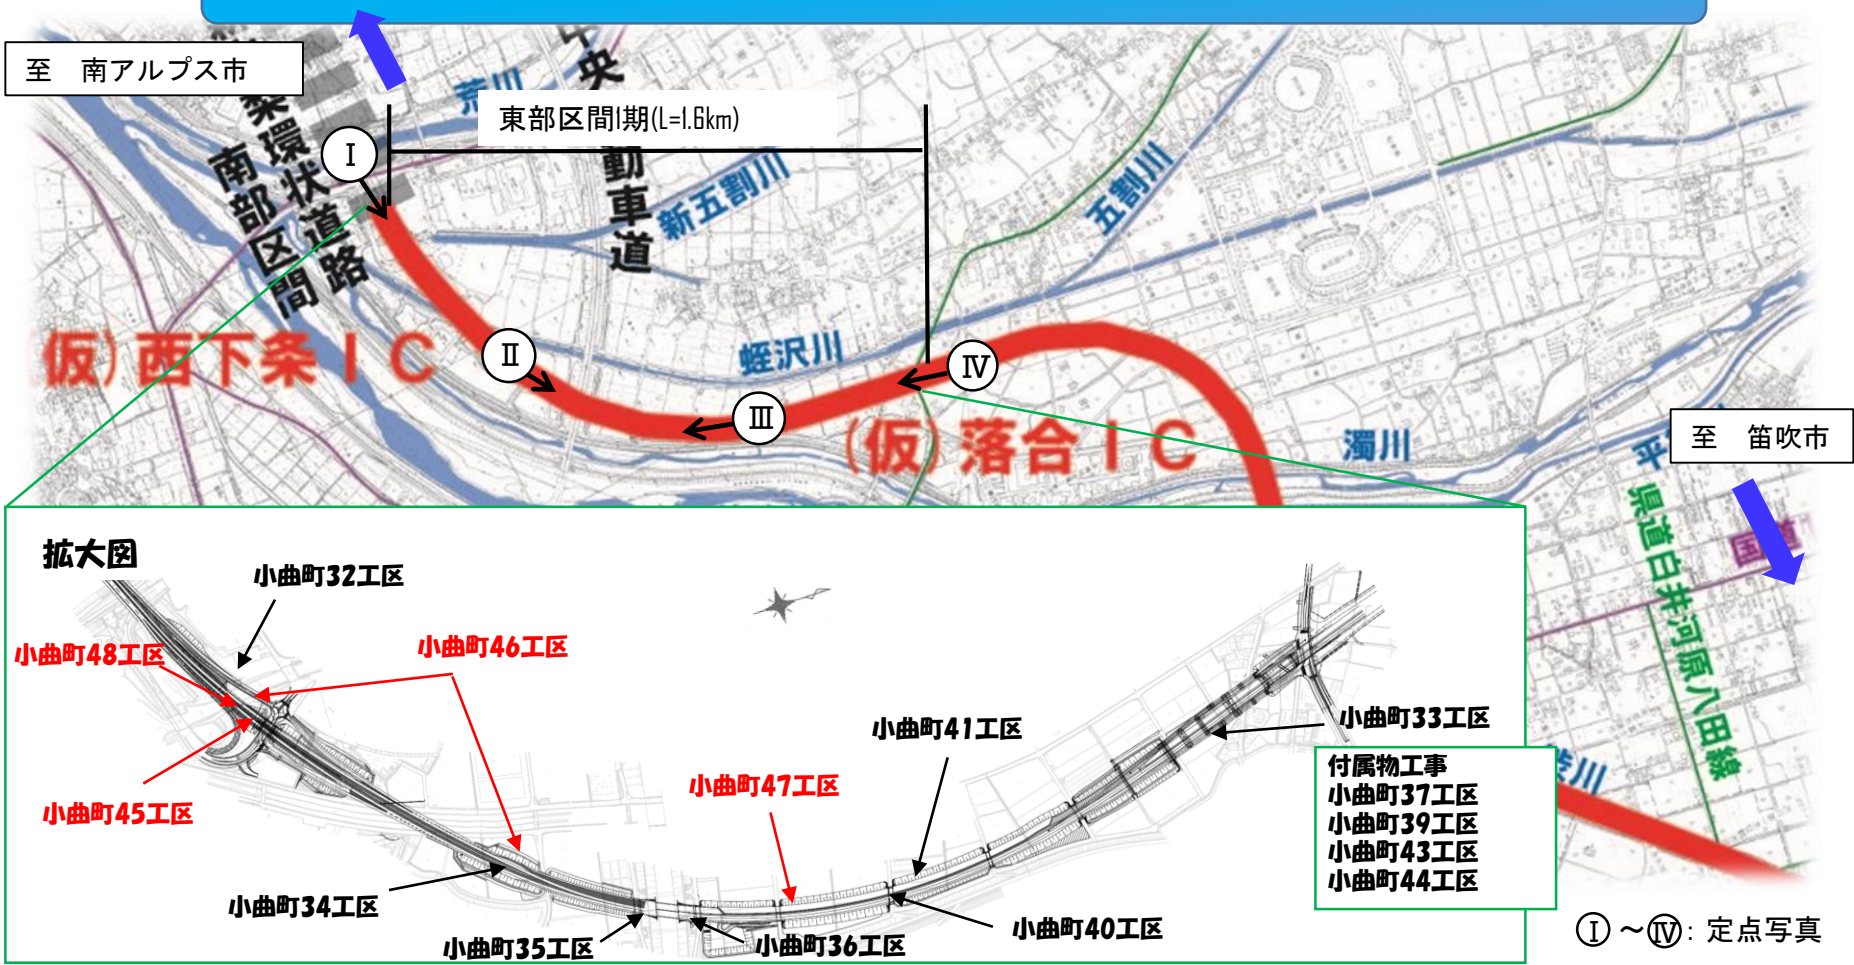 至　南アルプス市
荒川
中央
動車道
東部区間Ⅰ期(L=1.6km)
Ⅰ
環状道路
南部区間
新五割川
五割川
(仮)西下条ＩＣ
Ⅱ
蛭沢川
Ⅳ
Ⅲ
(仮)落合ＩＣ
濁川
至　笛吹市
県道白井河原八田線
拡大図
小曲町32工区
小曲町48工区
小曲町46工区
小曲町41工区
小曲町33工区
小曲町47工区
小曲町45工区
付属物工事
小曲町37工区
小曲町39工区
小曲町43工区
小曲町44工区
小曲町34工区
小曲町35工区
小曲町36工区
小曲町40工区
Ⅰ～Ⅳ：定点写真